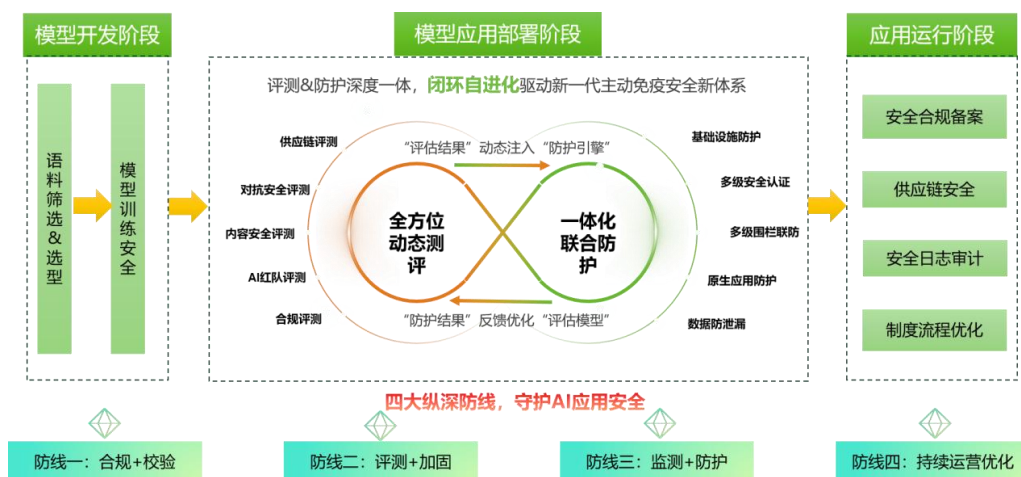 模型开发阶段
模型应用部署阶段
应用运行阶段
语料筛选&选型
模型训练安全
评测&防护深度一体，闭环自进化驱动新一代主动免疫安全新体系
供应链评测
对抗安全评测
内容安全评测
AI红队评测
合规评测
“评估结果”动态注入“防护引擎”
全方位
动态测
评
一体化
联合防
护
“防护结果”反馈优化“评估模型”
基础设施防护
多级安全认证
多级围栏联防
原生应用防护
数据防泄漏
安全合规备案
供应链安全
安全日志审计
制度流程优化
四大纵深防线，守护AI应用安全
防线一：合规+校验
防线二：评测+加固
防线三：监测+防护
防线四：持续运营优化